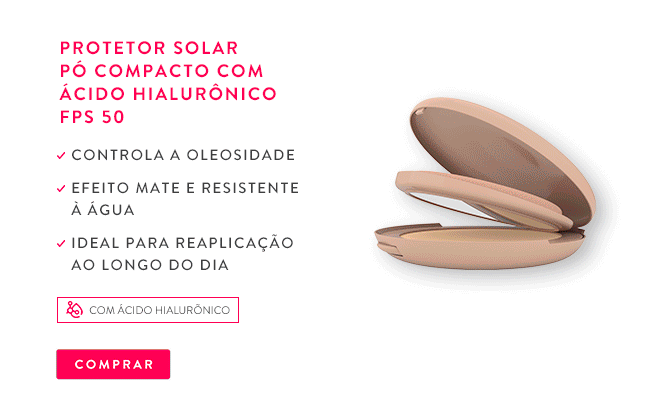 PROTETOR SOLAR
PÓ COMPACTO COM
ÁCIDO HIALURÔNICO
FPS 50
CONTROLA A OLEOSIDADE
EFEITO MATE E RESISTENTE
À ÁGUA
IDEAL PARA REAPLICAÇÃO
AO LONGO DO DIA
COM ÁCIDO HIALURÔNICO
COMPRAR